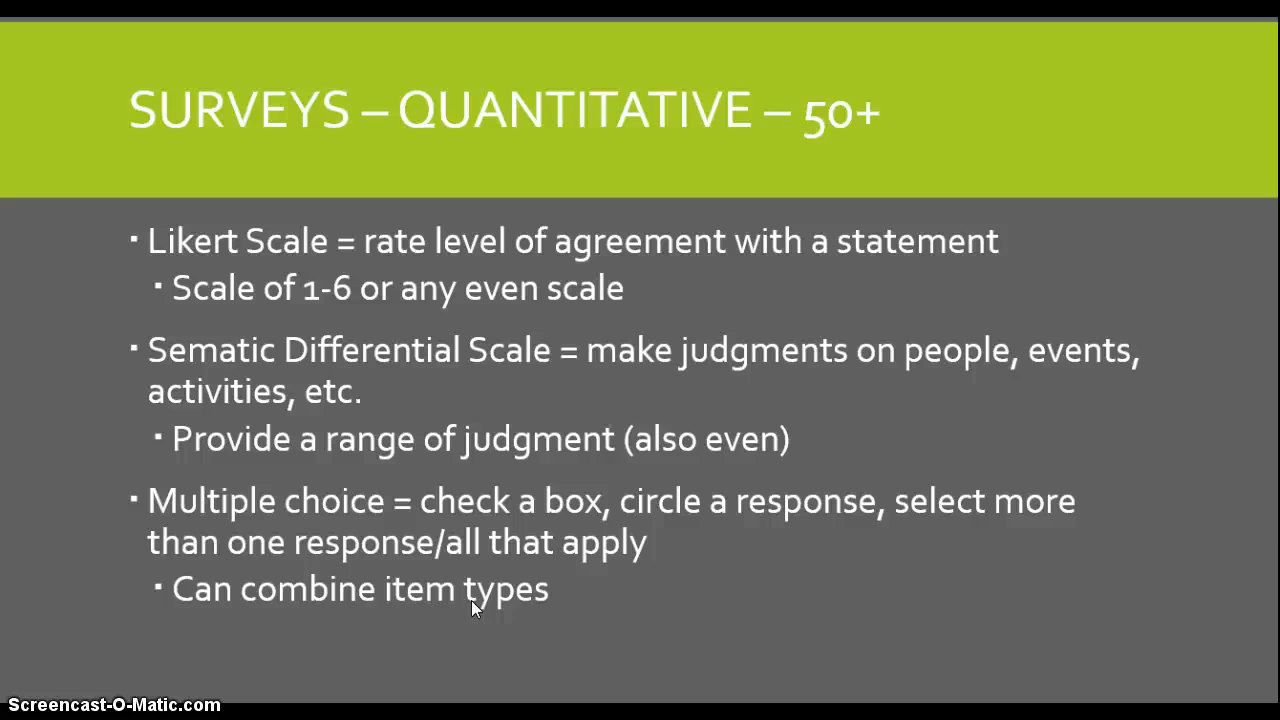 SURVEYS – QUANTITATIVE – 50+
▪ Likert Scale = rate level of agreement with a statement
▪ Scale of 1-6 or any even scale
▪ Sematic Differential Scale = make judgments on people, events,
activities, etc.
▪ Provide a range of judgment (also even)
▪ Multiple choice = check a box, circle a response, select more
than one response/all that apply
▪ Can combine item types
Screencast-O-Matic.com